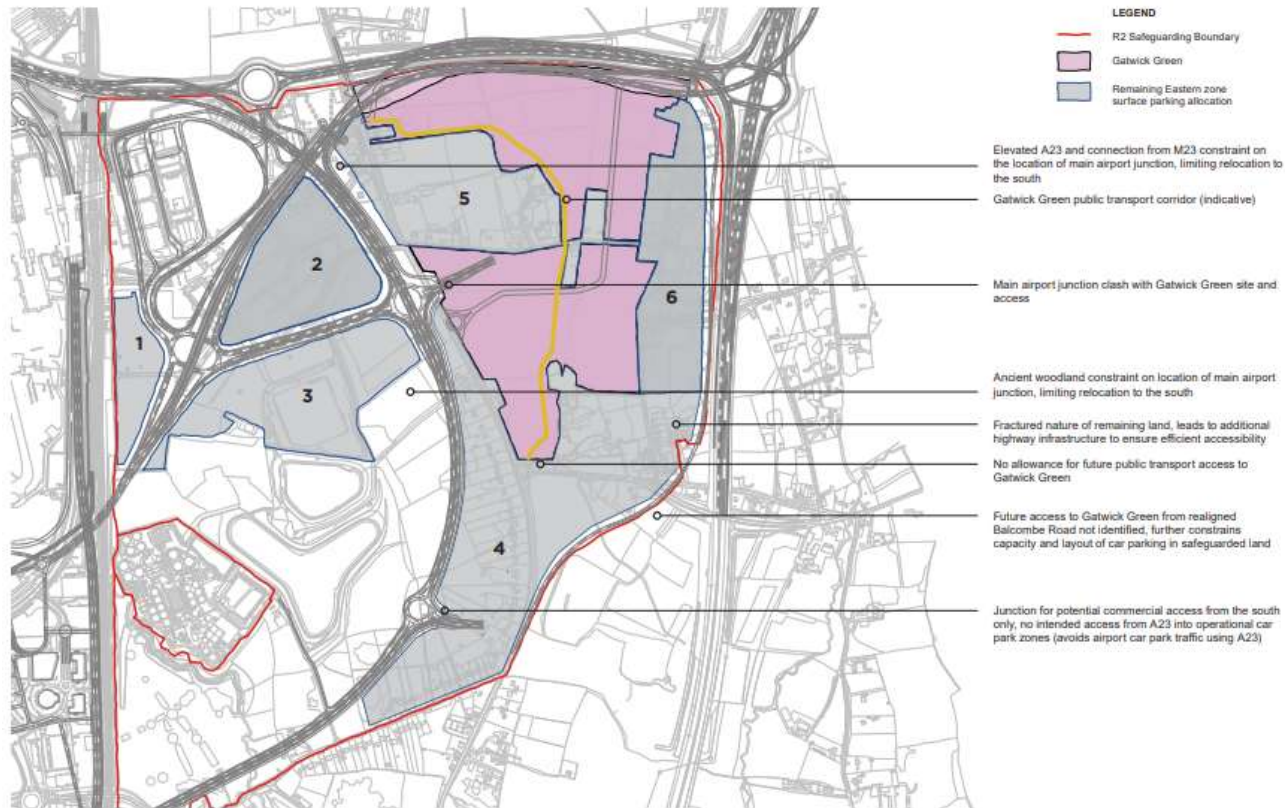 LEGEND
R2 Safeguarding Boundary
Gatwick Green
Remaining Eastern zone
surface parking allocation
Elevated A23 and connection from M23 constraint on
the location of main airport junction, limiting relocation to
the south
Gatwick Green public transport corridor (indicative)
Main airport junction clash with Gatwick Green site and
access
Ancient woodland constraint on location of main airport
junction, limiting relocation to the south
Fractured nature of remaining land, leads to additional
highway infrastructure to ensure efficient accessibility
No allowance for future public transport access to
Gatwick Green
Future access to Gatwick Green from realigned
Balcombe Road not identified, further constrains
capacity and layout of car parking in safeguarded land
Junction for potential commercial access from the south
only, no intended access from A23 into operational car
park zones (avoids airport car park traffic using A23)
5
2
6
1
3
4